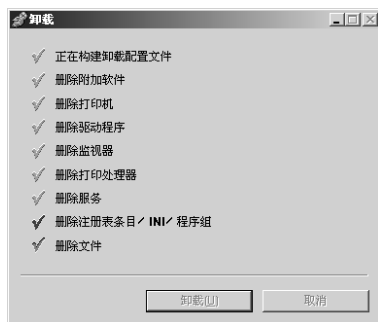 卸载
正在构建卸载配置文件
删除附加软件
删除打印机
删除驱动程序
删除监视器
删除打印处理器
删除服务
删除注册表条目/ INI/ 程序组
删除文件
卸载(U) 取消